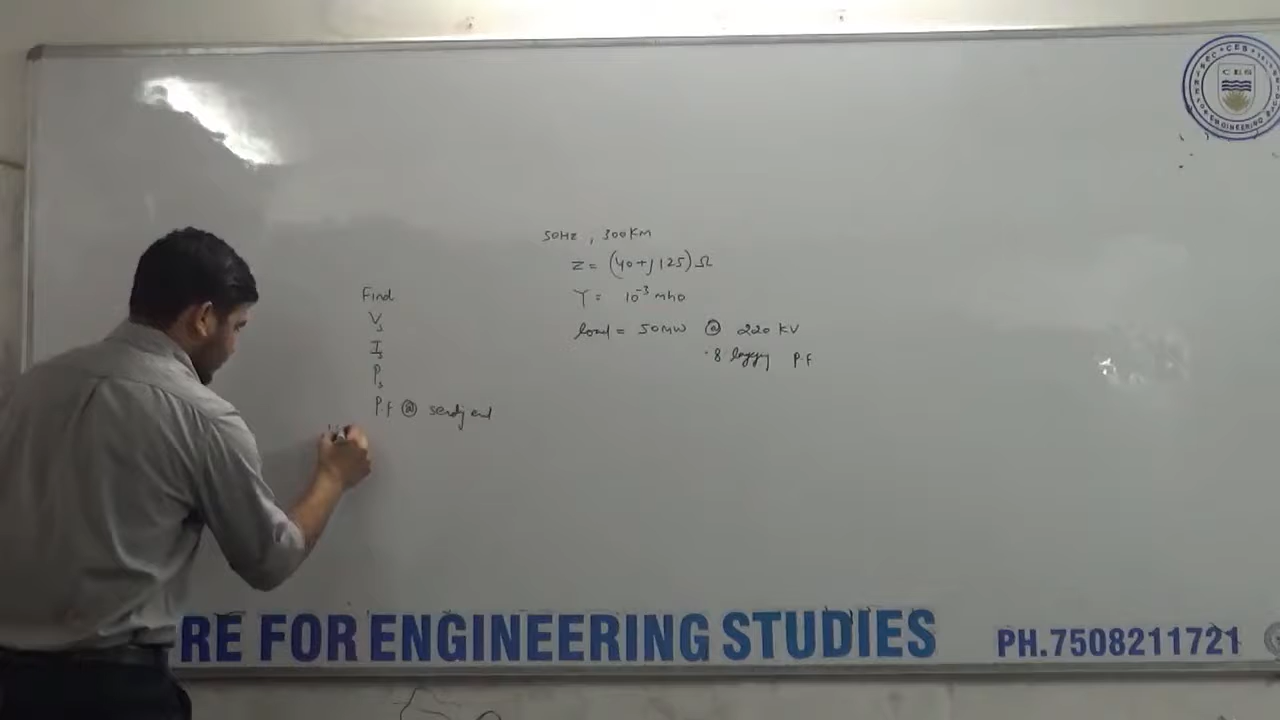 CES
50Hz , 300KM
Z = (40+j125) Ω
Y = 10⁻³ mho
load = 50MW @ 220 KV
.8 lagging P.F
Find
Vs
Is
Ps
P.f @ sending end
RE FOR ENGINEERING STUDIES
PH.7508211721